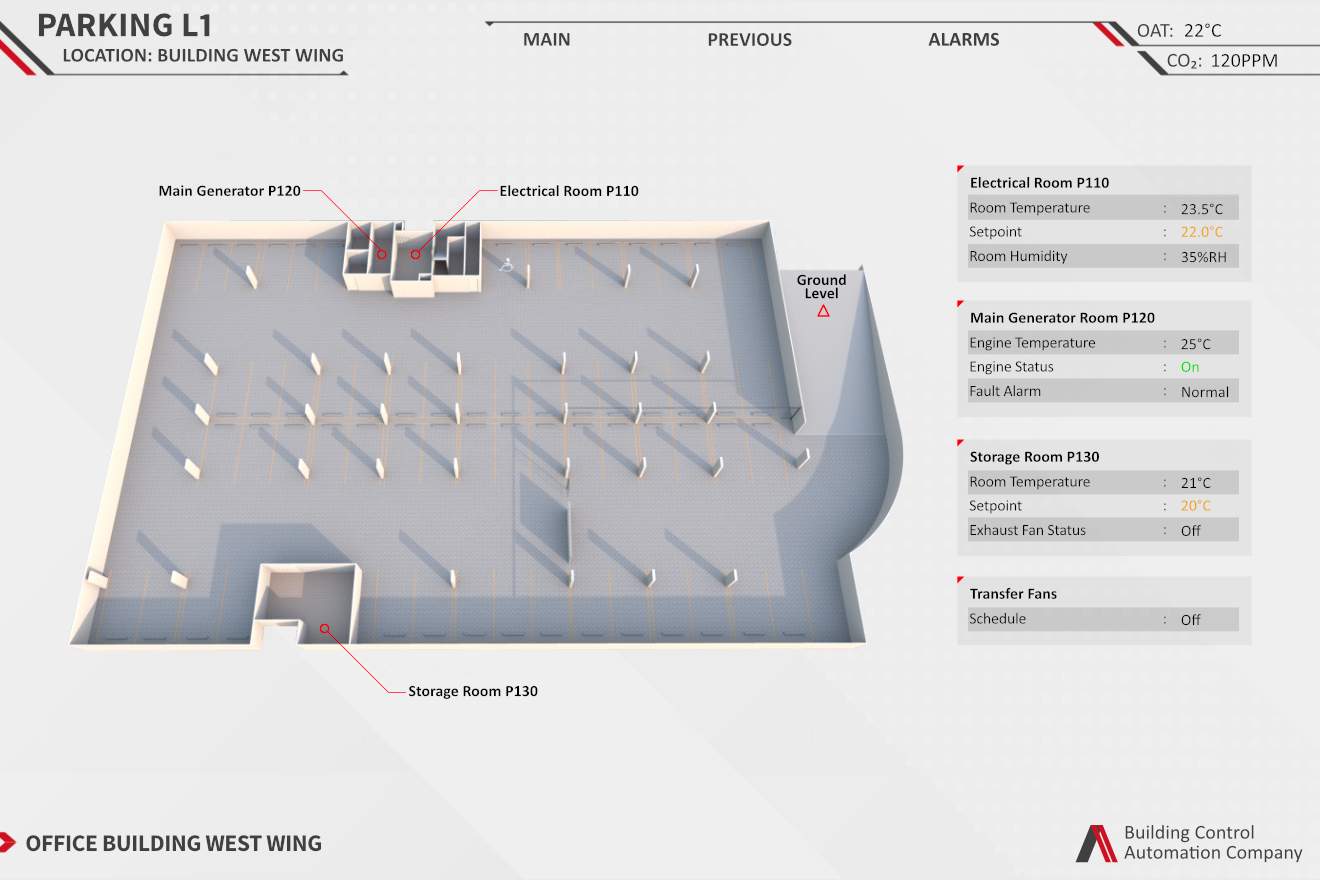 PARKING L1
LOCATION: BUILDING WEST WING
MAIN
PREVIOUS
ALARMS
OAT: 22°C
CO₂: 120PPM
Main Generator P120
Electrical Room P110
Ground
Level
Storage Room P130
Electrical Room P110
Room Temperature : 23.5°C
Setpoint : 22.0°C
Room Humidity : 35%RH
Main Generator Room P120
Engine Temperature : 25°C
Engine Status : On
Fault Alarm : Normal
Storage Room P130
Room Temperature : 21°C
Setpoint : 20°C
Exhaust Fan Status : Off
Transfer Fans
Schedule : Off
OFFICE BUILDING WEST WING
Building Control
Automation Company